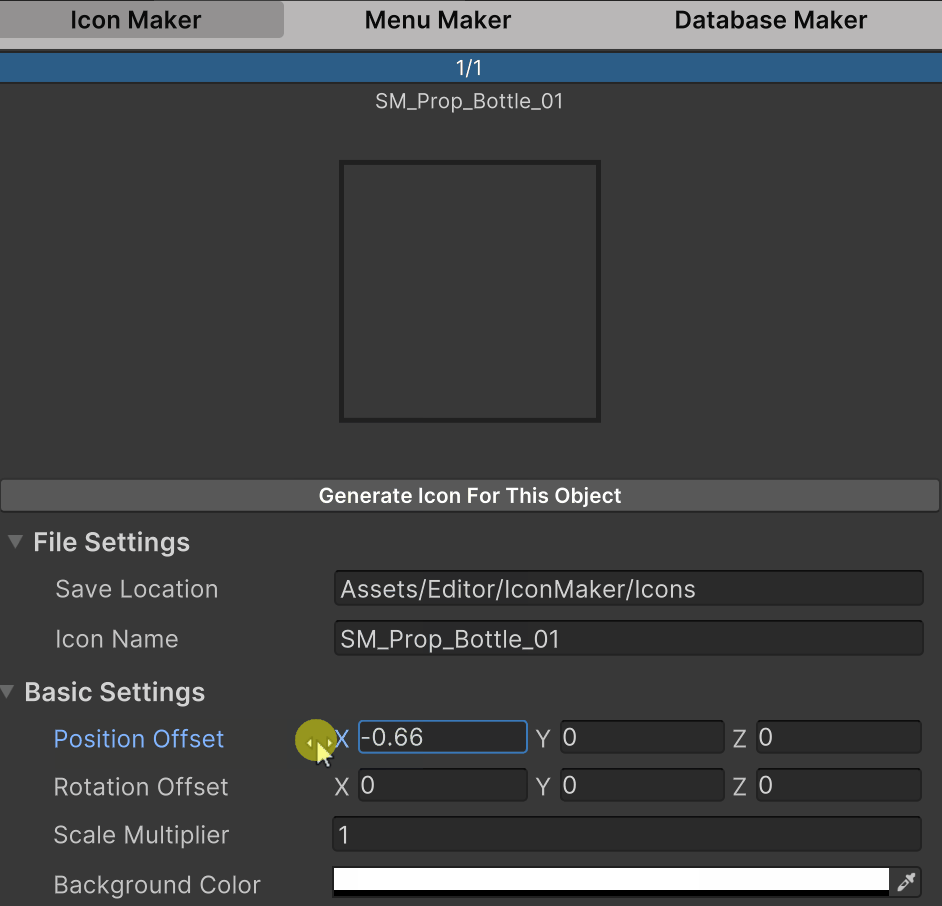 Icon Maker Menu Maker Database Maker
1/1
SM_Prop_Bottle_01
Generate Icon For This Object
File Settings
Save Location Assets/Editor/IconMaker/Icons
Icon Name SM_Prop_Bottle_01
Basic Settings
Position Offset X -0.66 Y 0 Z 0
Rotation Offset X 0 Y 0 Z 0
Scale Multiplier 1
Background Color